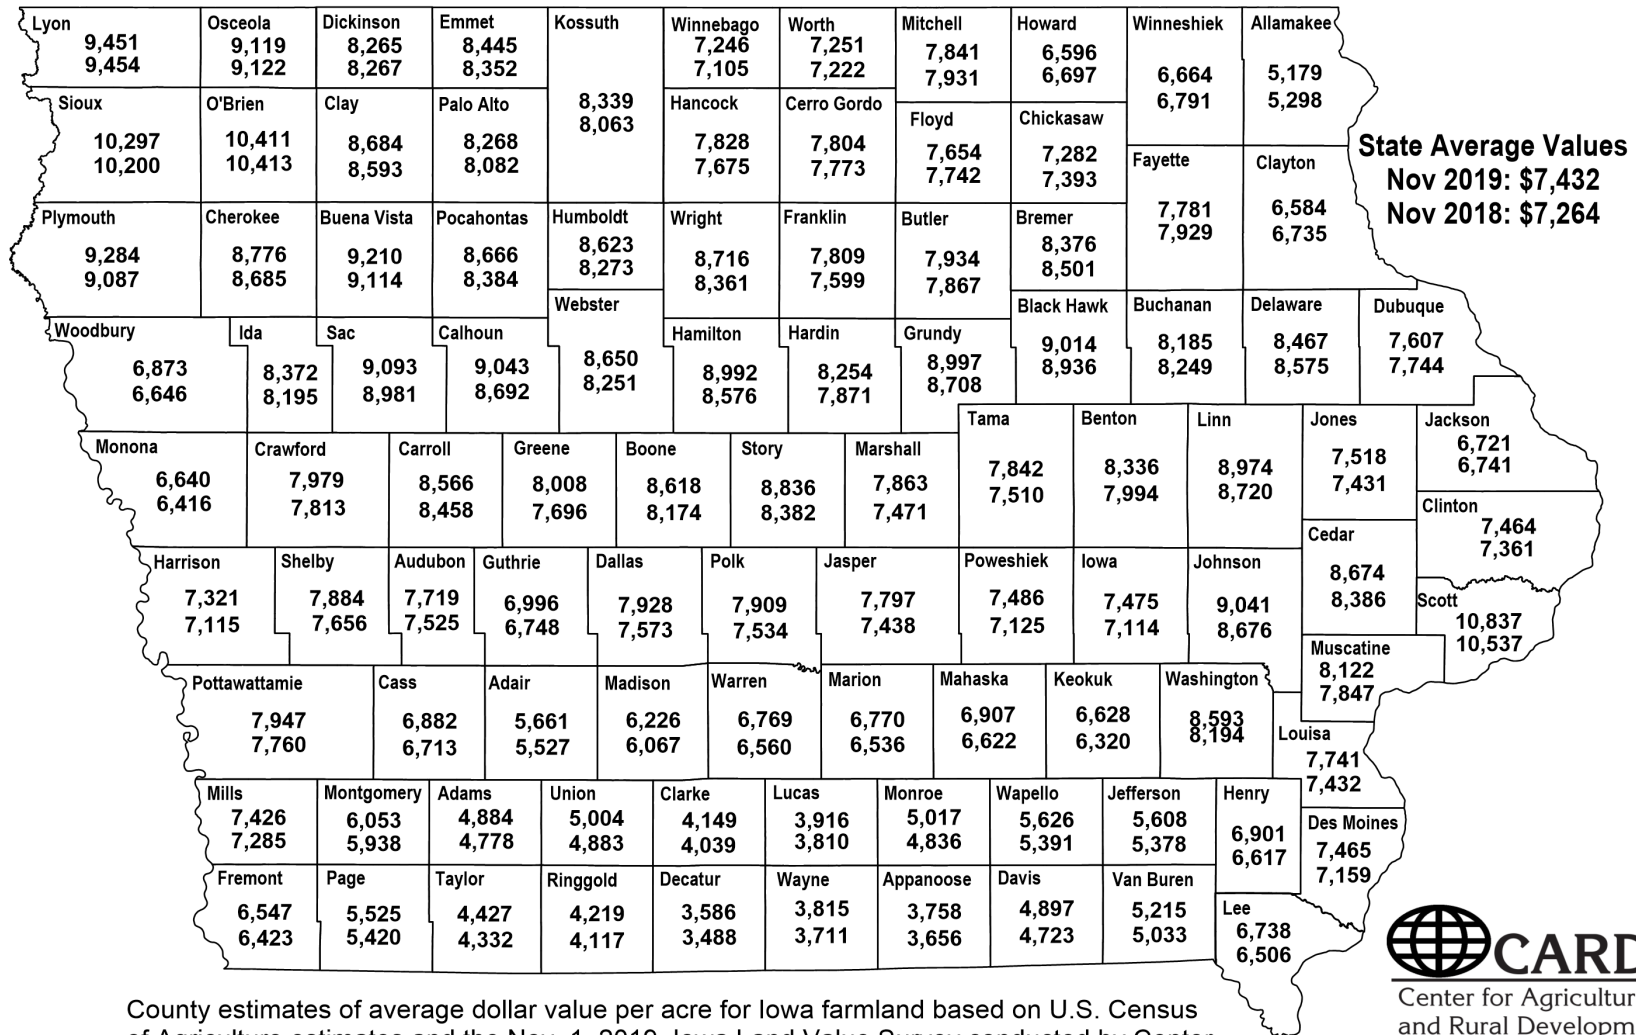 Lyon
9,451
9,454
Osceola
9,119
9,122
Dickinson
8,265
8,267
Emmet
8,445
8,352
Kossuth
8,339
8,063
Winnebago
7,246
7,105
Worth
7,251
7,222
Mitchell
7,841
7,931
Howard
6,596
6,697
Winneshiek
6,664
6,791
Allamakee
5,179
5,298
Sioux
10,297
10,200
O'Brien
10,411
10,413
Clay
8,684
8,593
Palo Alto
8,268
8,082
Hancock
7,828
7,675
Cerro Gordo
7,804
7,773
Floyd
7,654
7,742
Chickasaw
7,282
7,393
Fayette
7,781
7,929
Clayton
6,584
6,735
State Average Values
Nov 2019: $7,432
Nov 2018: $7,264
Plymouth
9,284
9,087
Cherokee
8,776
8,685
Buena Vista
9,210
9,114
Pocahontas
8,666
8,384
Humboldt
8,623
8,273
Wright
8,716
8,361
Franklin
7,809
7,599
Butler
7,934
7,867
Bremer
8,376
8,501
Woodbury
6,873
6,646
Ida
8,372
8,195
Sac
9,093
8,981
Calhoun
9,043
8,692
Webster
8,650
8,251
Hamilton
8,992
8,576
Hardin
8,254
7,871
Grundy
8,997
8,708
Black Hawk
9,014
8,936
Buchanan
8,185
8,249
Delaware
8,467
8,575
Dubuque
7,607
7,744
Monona
6,640
6,416
Crawford
7,979
7,813
Carroll
8,566
8,458
Greene
8,008
7,696
Boone
8,618
8,174
Story
8,836
8,382
Marshall
7,863
7,471
Tama
7,842
7,510
Benton
8,336
7,994
Linn
8,974
8,720
Jones
7,518
7,431
Jackson
6,721
6,741
Clinton
7,464
7,361
Cedar
8,674
8,386
Scott
10,837
10,537
Harrison
7,321
7,115
Shelby
7,884
7,656
Audubon
7,719
7,525
Guthrie
6,996
6,748
Dallas
7,928
7,573
Polk
7,909
7,534
Jasper
7,797
7,438
Poweshiek
7,486
7,125
Iowa
7,475
7,114
Johnson
9,041
8,676
Muscatine
8,122
7,847
Pottawattamie
7,947
7,760
Cass
6,882
6,713
Adair
5,661
5,527
Madison
6,226
6,067
Warren
6,769
6,560
Marion
6,770
6,536
Mahaska
6,907
6,622
Keokuk
6,628
6,320
Washington
8,593
8,194
Louisa
7,741
7,432
Mills
7,426
7,285
Montgomery
6,053
5,938
Adams
4,884
4,778
Union
5,004
4,883
Clarke
4,149
4,039
Lucas
3,916
3,810
Monroe
5,017
4,836
Wapello
5,626
5,391
Jefferson
5,608
5,378
Henry
6,901
6,617
Des Moines
7,465
7,159
Fremont
6,547
6,423
Page
5,525
5,420
Taylor
4,427
4,332
Ringgold
4,219
4,117
Decatur
3,586
3,488
Wayne
3,815
3,711
Appanoose
3,758
3,656
Davis
4,897
4,723
Van Buren
5,215
5,033
Lee
6,738
6,506
CARD
Center for Agricultur
and Rural Developm
County estimates of average dollar value per acre for Iowa farmland based on U.S. Census
of Agriculture estimates and the Nov. 1, 2019, Iowa Land Value Survey conducted by Center